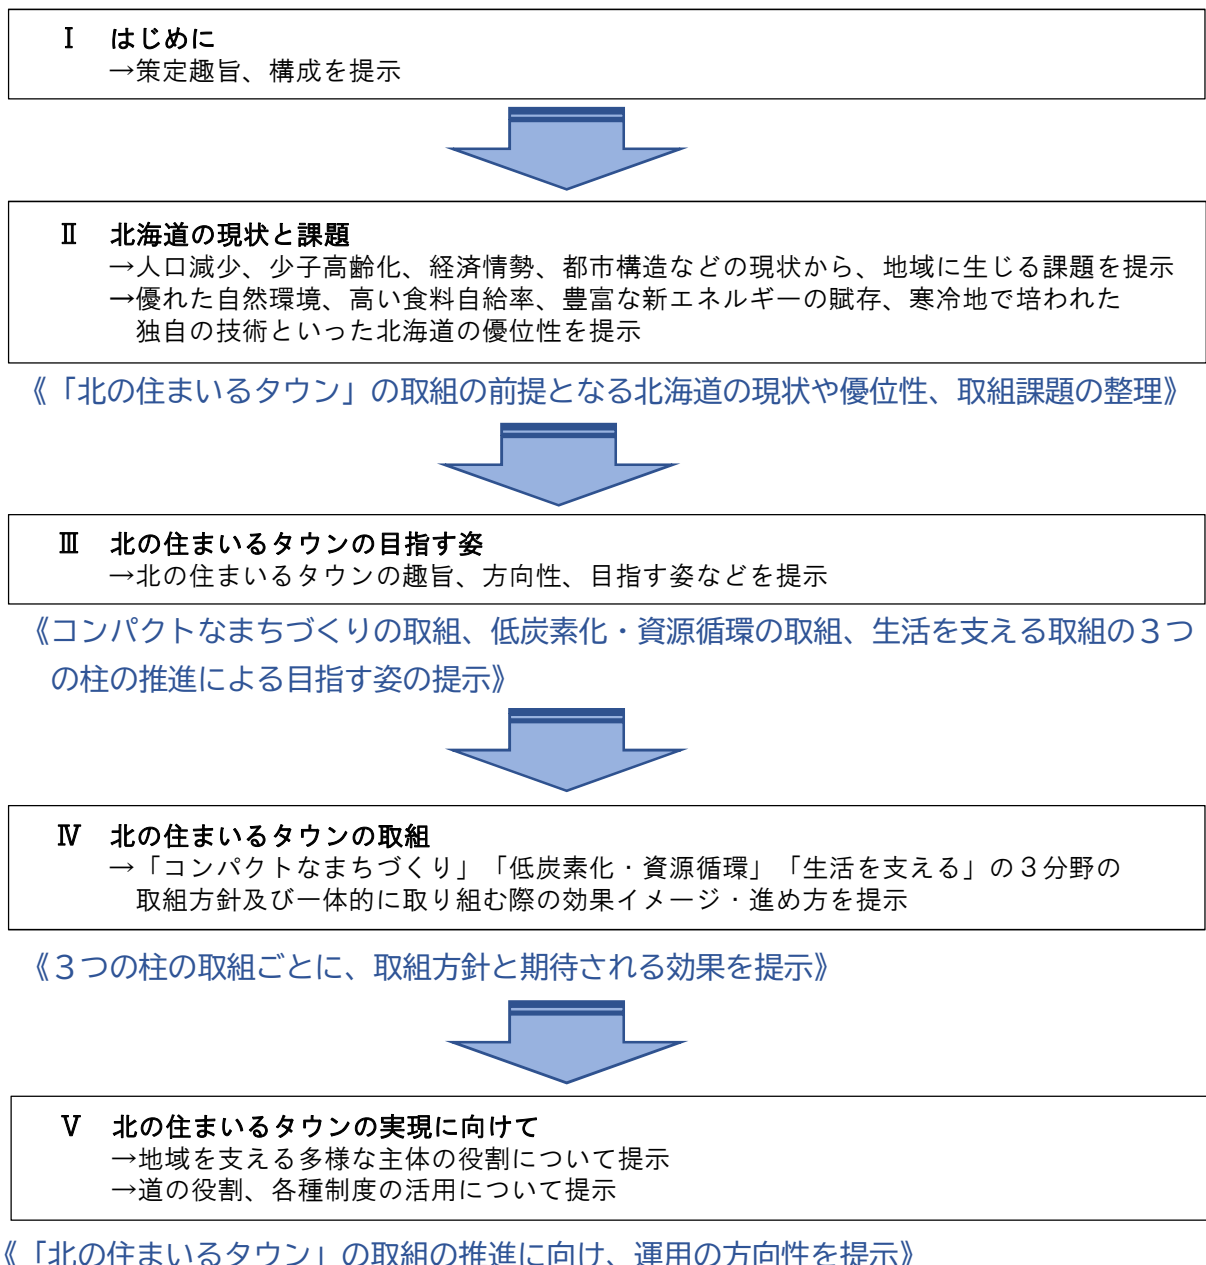 Ⅰ　はじめに
→策定趣旨、構成を提示
Ⅱ　北海道の現状と課題
→人口減少、少子高齢化、経済情勢、都市構造などの現状から、地域に生じる課題を提示
→優れた自然環境、高い食料自給率、豊富な新エネルギーの賦存、寒冷地で培われた
独自の技術といった北海道の優位性を提示
《「北の住まいるタウン」の取組の前提となる北海道の現状や優位性、取組課題の整理》
Ⅲ　北の住まいるタウンの目指す姿
→北の住まいるタウンの趣旨、方向性、目指す姿などを提示
《コンパクトなまちづくりの取組、低炭素化・資源循環の取組、生活を支える取組の３つ
の柱の推進による目指す姿の提示》
Ⅳ　北の住まいるタウンの取組
→「コンパクトなまちづくり」「低炭素化・資源循環」「生活を支える」の３分野の
取組方針及び一体的に取り組む際の効果イメージ・進め方を提示
《３つの柱の取組ごとに、取組方針と期待される効果を提示》
Ⅴ　北の住まいるタウンの実現に向けて
→地域を支える多様な主体の役割について提示
→道の役割、各種制度の活用について提示
《「北の住まいるタウン」の取組の推進に向け、運用の方向性を提示》